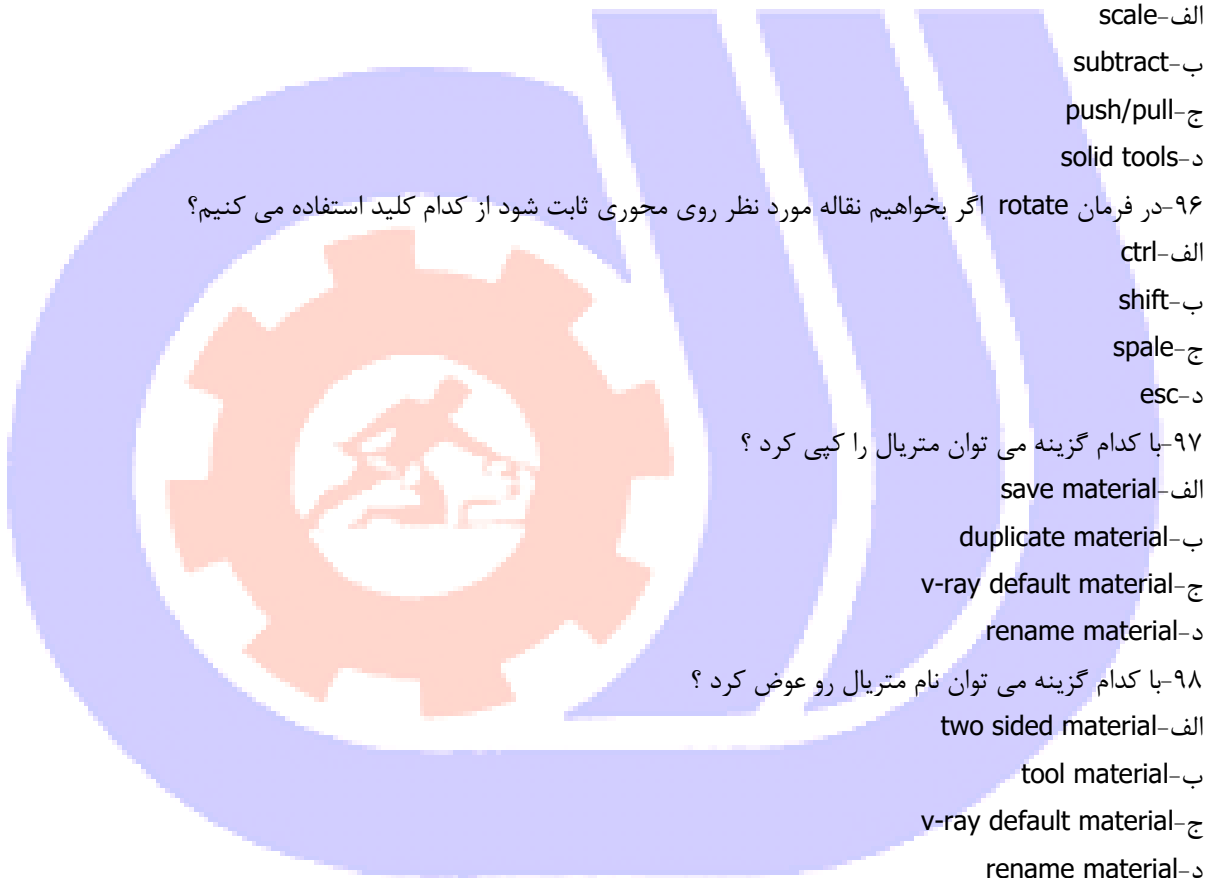 الف-scale
ب-subtract
ج-push/pull
د-solid tools
۹۶-در فرمان rotate اگر بخواهیم نقاله مورد نظر روی محوری ثابت شود از کدام کلید استفاده می کنیم؟
الف-ctrl
ب-shift
ج-spale
د-esc
۹۷-با کدام گزینه می توان متریال را کپی کرد ؟
الف-save material
ب-duplicate material
ج-v-ray default material
د-rename material
۹۸-با کدام گزینه می توان نام متریال رو عوض کرد ؟
الف-two sided material
ب-tool material
ج-v-ray default material
د-rename material